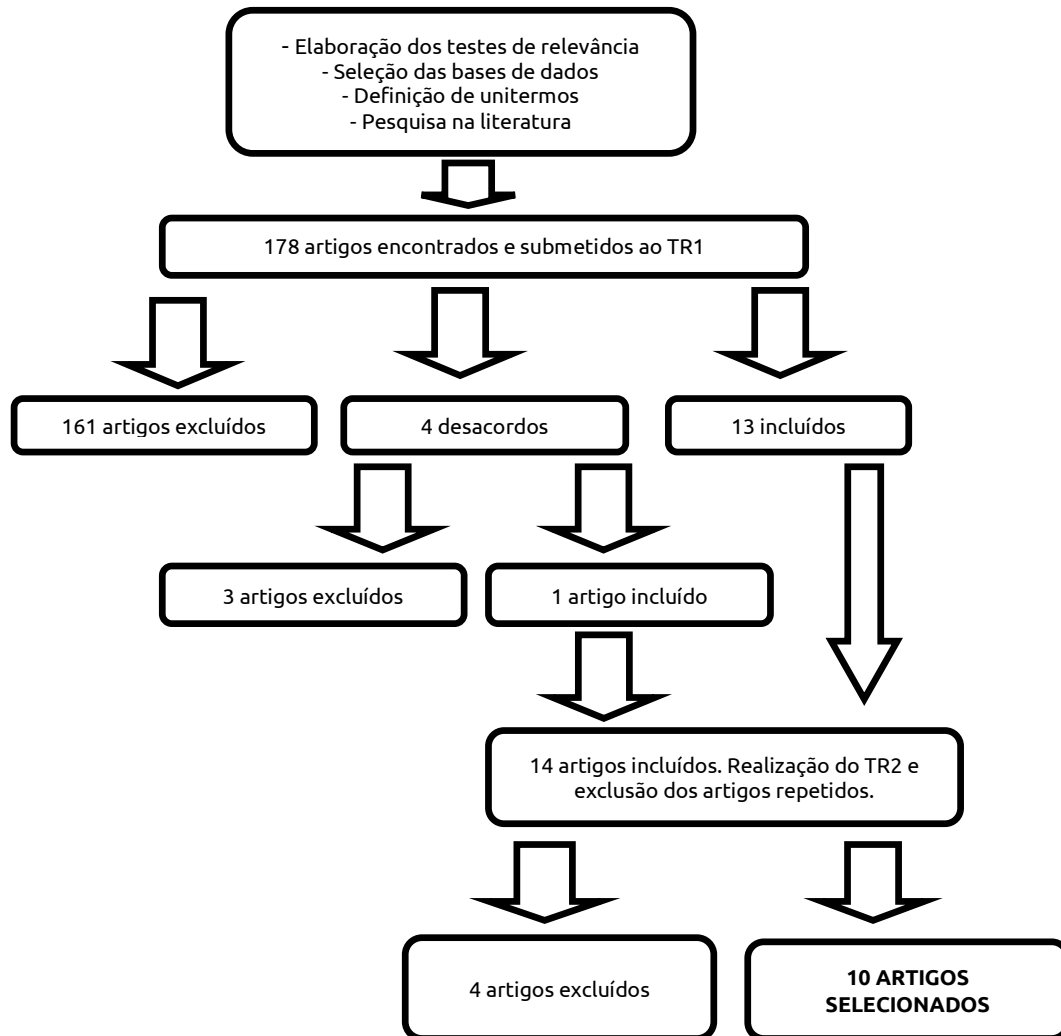 - Elaboração dos testes de relevância
- Seleção das bases de dados
- Definição de unitermos
- Pesquisa na literatura
178 artigos encontrados e submetidos ao TR1
161 artigos excluídos
4 desacordos
13 incluídos
3 artigos excluídos
1 artigo incluído
14 artigos incluídos. Realização do TR2 e
exclusão dos artigos repetidos.
4 artigos excluídos
10 ARTIGOS
SELECIONADOS